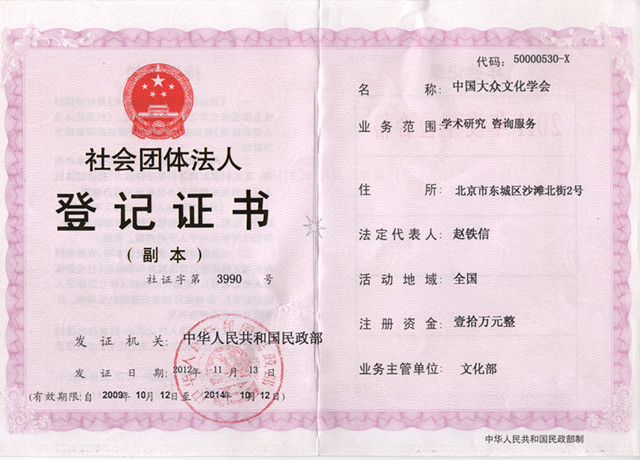 社会团体法人
登记证书
(副本)
社证字第 3990 号
发证机关: 中华人民共和国民政部
发证日期: 2012年 11月 13日
(有效期限:自 2009年10月12日至 2014年10月12日)
代码: 50000530-X
名称: 中国大众文化学会
业务范围: 学术研究 咨询服务
住所: 北京市东城区沙滩北街2号
法定代表人: 赵铁信
活动地域: 全国
注册资金: 壹拾万元整
业务主管单位: 文化部
中华人民共和国民政部制